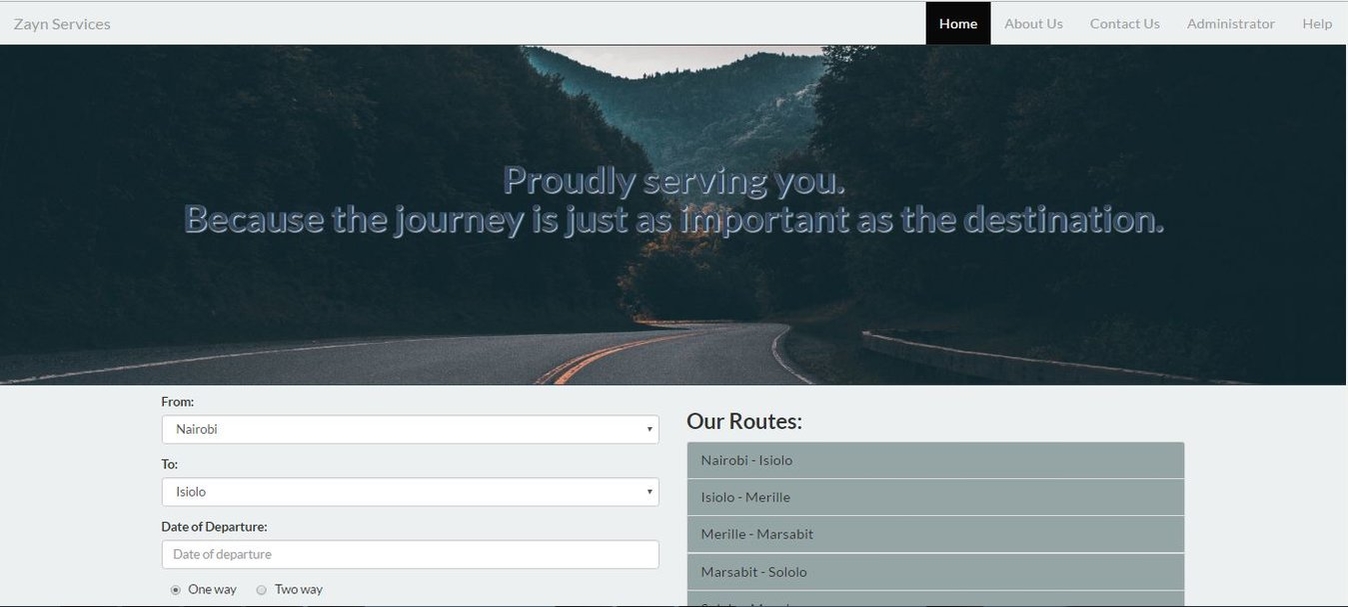 Zayn Services
Home
About Us
Contact Us
Administrator
Help
Proudly serving you.
Because the journey is just as important as the destination.
From:
Nairobi
To:
Isiolo
Date of Departure:
Date of departure
One way
Two way
Our Routes:
Nairobi - Isiolo
Isiolo - Merille
Merille - Marsabit
Marsabit - Sololo